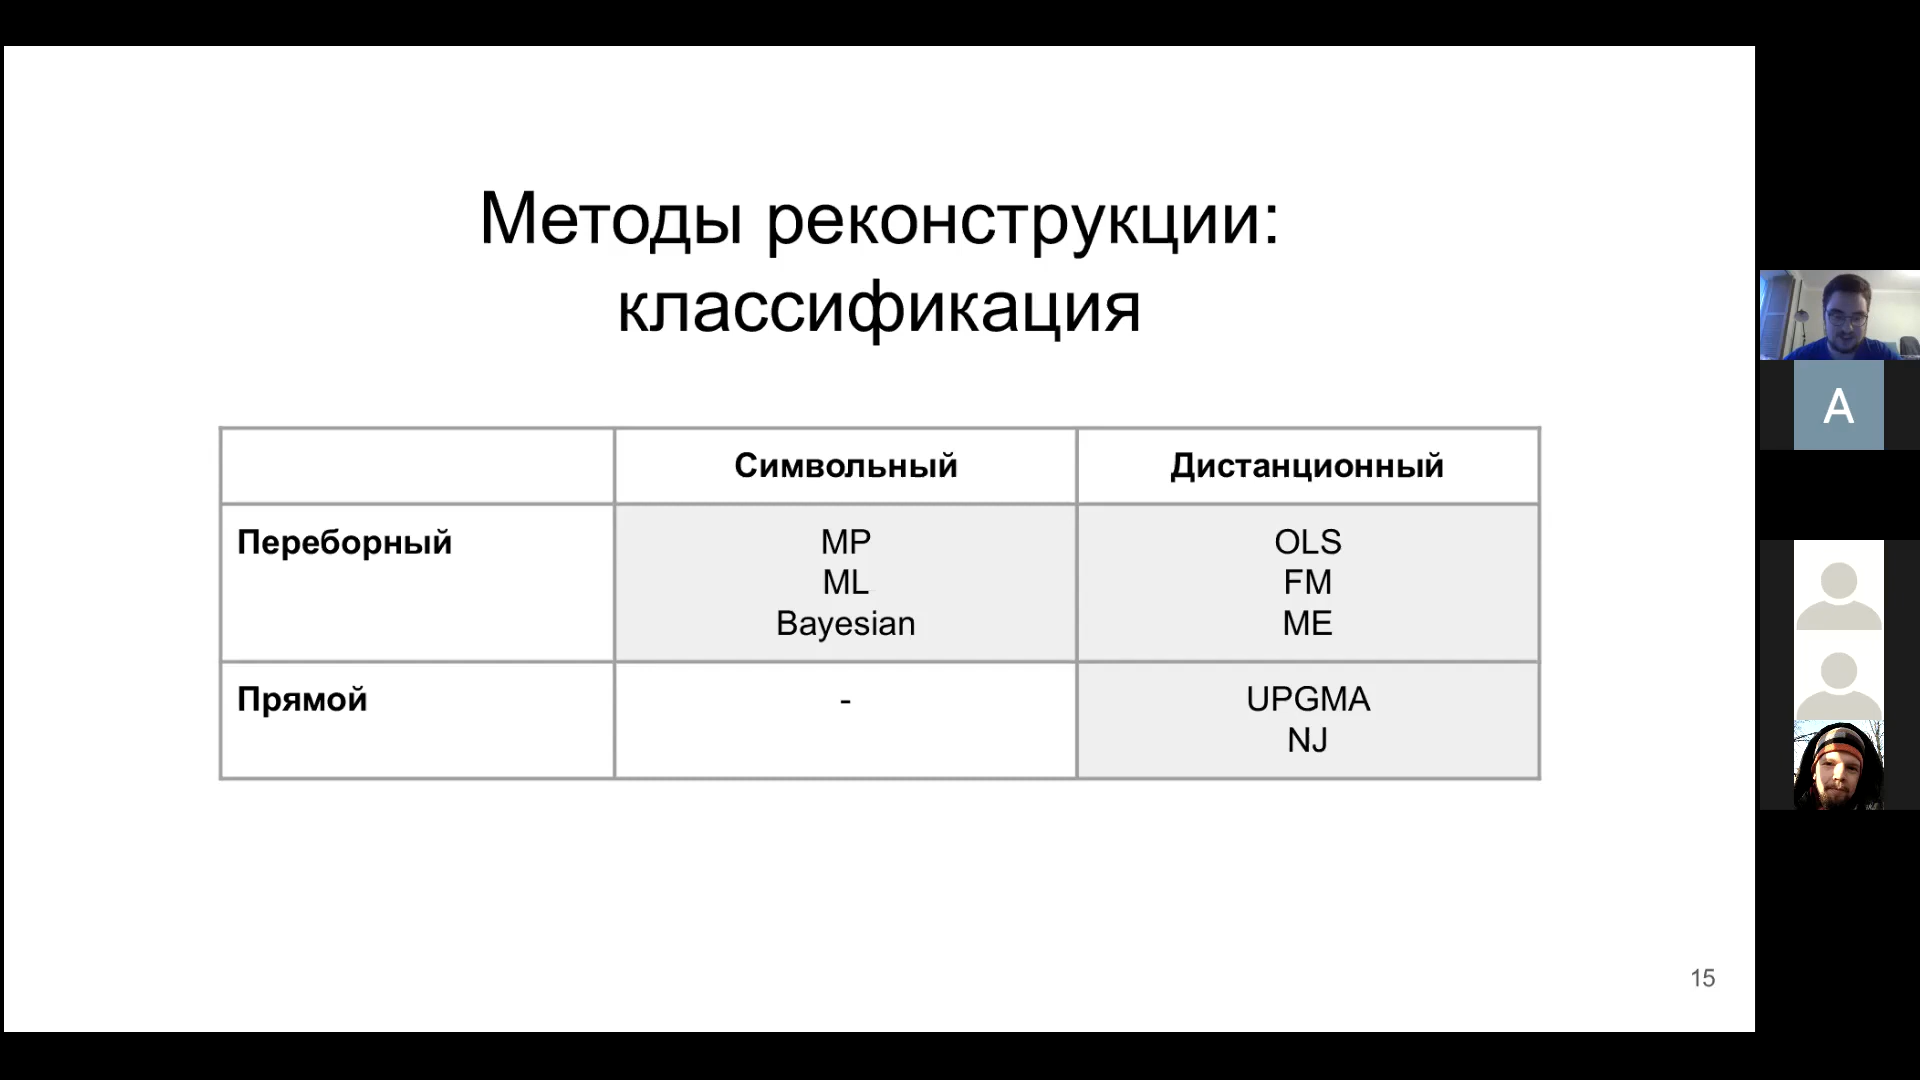 Методы реконструкции:
классификация
Символьный
Дистанционный
Переборный
MP
ML
Bayesian
OLS
FM
ME
Прямой
-
UPGMA
NJ
15
A